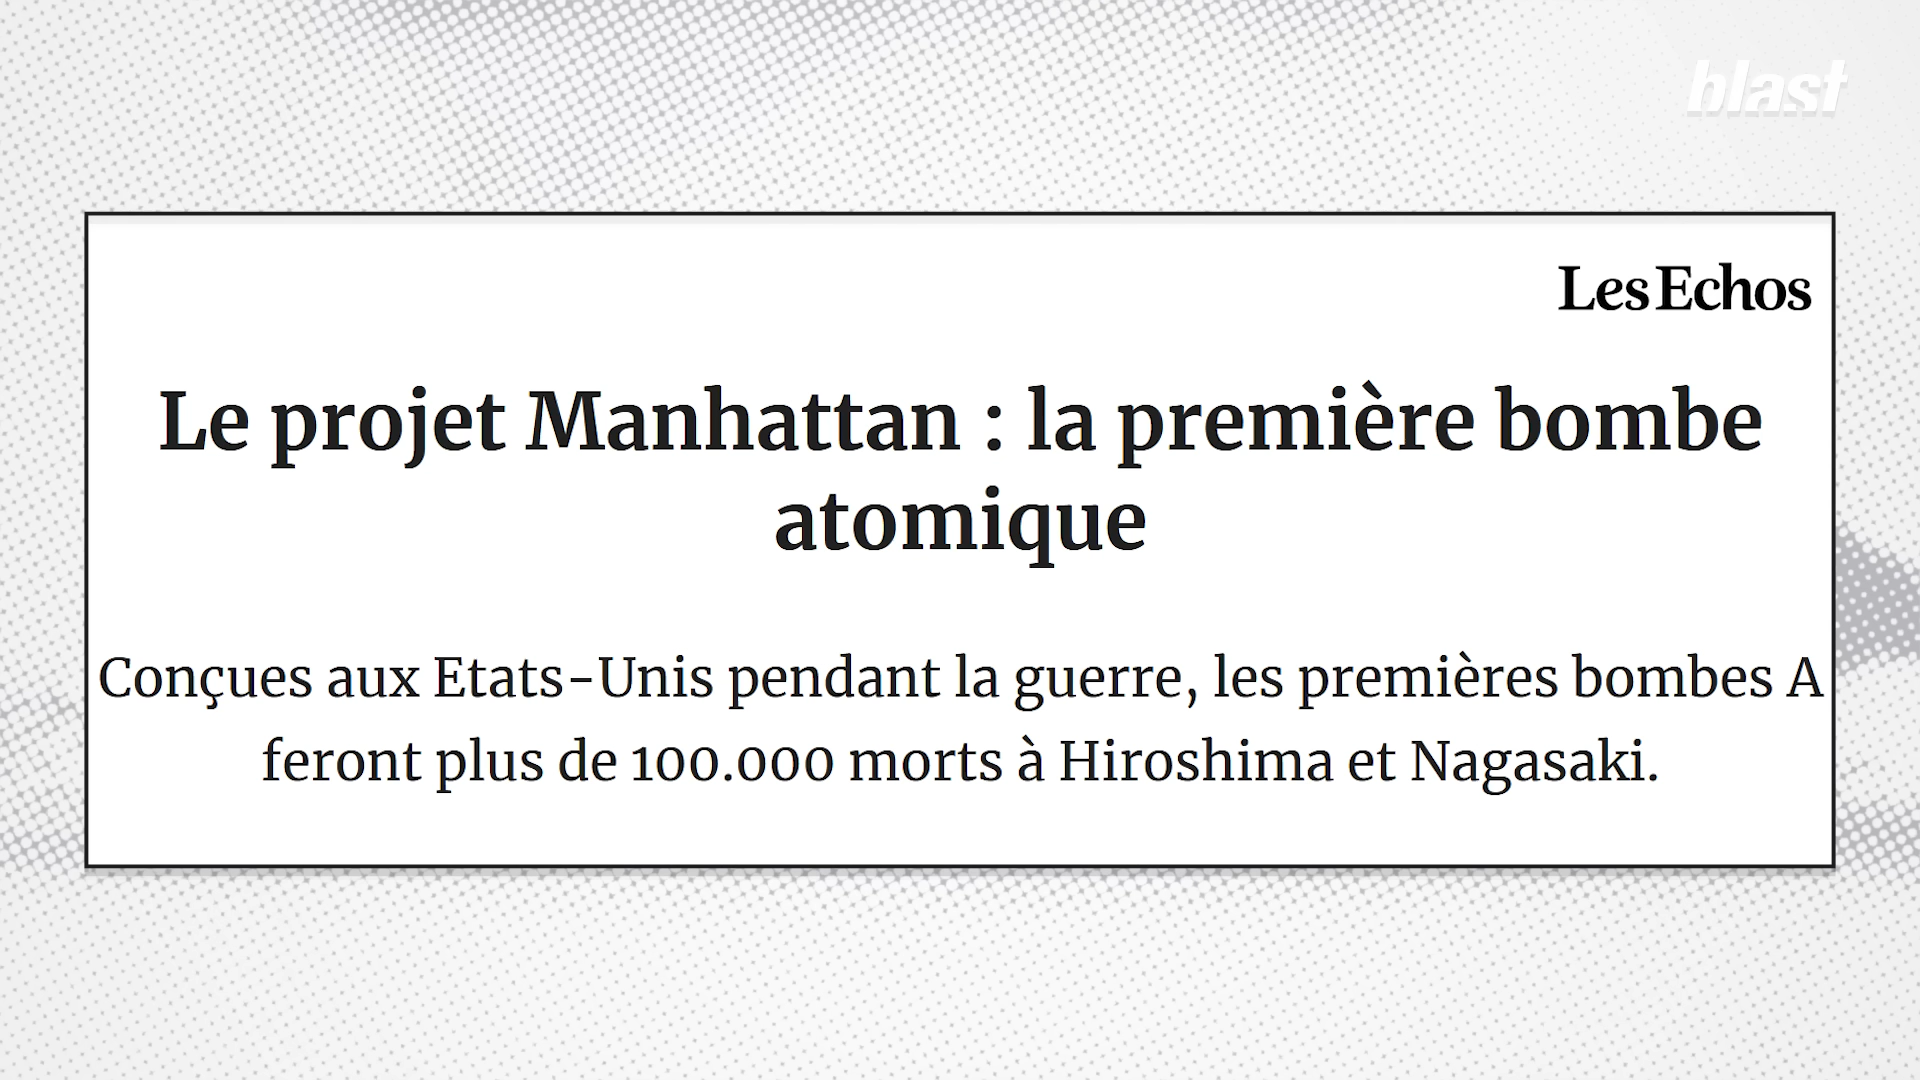 blast
Les Echos
Le projet Manhattan : la première bombe
atomique
Conçues aux Etats-Unis pendant la guerre, les premières bombes A
feront plus de 100.000 morts à Hiroshima et Nagasaki.